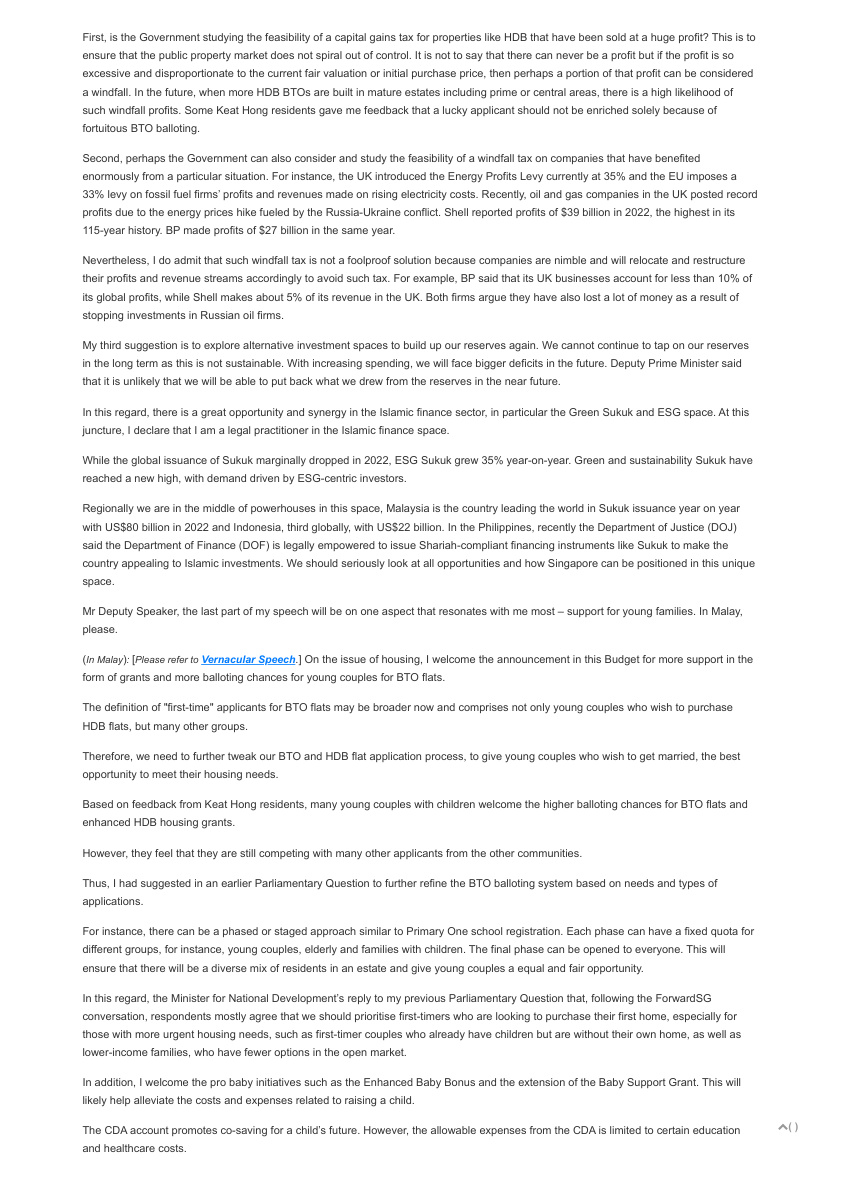 First, is the Government studying the feasibility of a capital gains tax for properties like HDB that have been sold at a huge profit? This is to
ensure that the public property market does not spiral out of control. It is not to say that there can never be a profit but if the profit is so
excessive and disproportionate to the current fair valuation or initial purchase price, then perhaps a portion of that profit can be considered
a windfall. In the future, when more HDB BTOs are built in mature estates including prime or central areas, there is a high likelihood of
such windfall profits. Some Keat Hong residents gave me feedback that a lucky applicant should not be enriched solely because of
fortuitous BTO balloting.
Second, perhaps the Government can also consider and study the feasibility of a windfall tax on companies that have benefited
enormously from a particular situation. For instance, the UK introduced the Energy Profits Levy currently at 35% and the EU imposes a
33% levy on fossil fuel firms' profits and revenues made on rising electricity costs. Recently, oil and gas companies in the UK posted record
profits due to the energy prices hike fueled by the Russia-Ukraine conflict. Shell reported profits of $39 billion in 2022, the highest in its
115-year history. BP made profits of $27 billion in the same year.
Nevertheless, I do admit that such windfall tax is not a foolproof solution because companies are nimble and will relocate and restructure
their profits and revenue streams accordingly to avoid such tax. For example, BP said that its UK businesses account for less than 10% of
its global profits, while Shell makes about 5% of its revenue in the UK. Both firms argue they have also lost a lot of money as a result of
stopping investments in Russian oil firms.
My third suggestion is to explore alternative investment spaces to build up our reserves again. We cannot continue to tap on our reserves
in the long term as this is not sustainable. With increasing spending, we will face bigger deficits in the future. Deputy Prime Minister said
that it is unlikely that we will be able to put back what we drew from the reserves in the near future.
In this regard, there is a great opportunity and synergy in the Islamic finance sector, in particular the Green Sukuk and ESG space. At this
juncture, I declare that I am a legal practitioner in the Islamic finance space.
While the global issuance of Sukuk marginally dropped in 2022, ESG Sukuk grew 35% year-on-year. Green and sustainability Sukuk have
reached a new high, with demand driven by ESG-centric investors.
Regionally we are in the middle of powerhouses in this space, Malaysia is the country leading the world in Sukuk issuance year on year
with US$80 billion in 2022 and Indonesia, third globally, with US$22 billion. In the Philippines, recently the Department of Justice (DOJ)
said the Department of Finance (DOF) is legally empowered to issue Shariah-compliant financing instruments like Sukuk to make the
country appealing to Islamic investments. We should seriously look at all opportunities and how Singapore can be positioned in this unique
space.
Mr Deputy Speaker, the last part of my speech will be on one aspect that resonates with me most – support for young families. In Malay,
please.
(In Malay): [Please refer to Vernacular Speech.] On the issue of housing, I welcome the announcement in this Budget for more support in the
form of grants and more balloting chances for young couples for BTO flats.
The definition of "first-time" applicants for BTO flats may be broader now and comprises not only young couples who wish to purchase
HDB flats, but many other groups.
Therefore, we need to further tweak our BTO and HDB flat application process, to give young couples who wish to get married, the best
opportunity to meet their housing needs.
Based on feedback from Keat Hong residents, many young couples with children welcome the higher balloting chances for BTO flats and
enhanced HDB housing grants.
However, they feel that they are still competing with many other applicants from the other communities.
Thus, I had suggested in an earlier Parliamentary Question to further refine the BTO balloting system based on needs and types of
applications.
For instance, there can be a phased or staged approach similar to Primary One school registration. Each phase can have a fixed quota for
different groups, for instance, young couples, elderly and families with children. The final phase can be opened to everyone. This will
ensure that there will be a diverse mix of residents in an estate and give young couples a equal and fair opportunity.
In this regard, the Minister for National Development's reply to my previous Parliamentary Question that, following the ForwardSG
conversation, respondents mostly agree that we should prioritise first-timers who are looking to purchase their first home, especially for
those with more urgent housing needs, such as first-timer couples who already have children but are without their own home, as well as
lower-income families, who have fewer options in the open market.
In addition, I welcome the pro baby initiatives such as the Enhanced Baby Bonus and the extension of the Baby Support Grant. This will
likely help alleviate the costs and expenses related to raising a child.
The CDA account promotes co-saving for a child's future. However, the allowable expenses from the CDA is limited to certain education
and healthcare costs.
( )